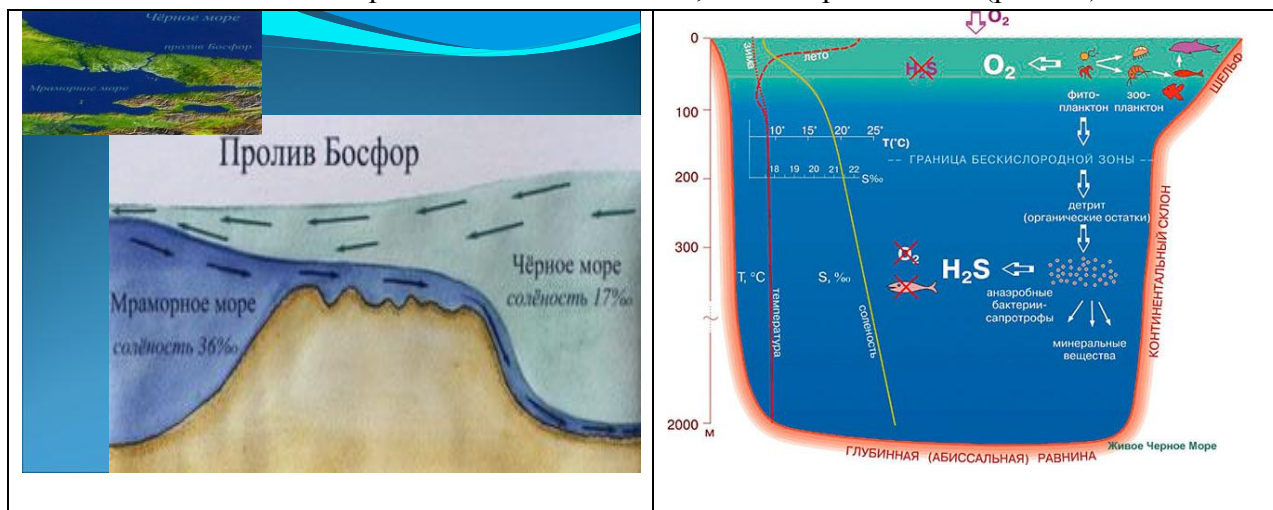 Чёрное море
пролив Босфор
Мраморное море
Пролив Босфор
Чёрное море
солёность 17‰
Мраморное море
солёность 36‰
O₂
0
100
200
300
2000 м
зима
лето
H₂S
O₂
фито-
планктон
зоо-
планктон
ШЕЛЬФ
10° 15° 20° 25°
T(°C)
ГРАНИЦА БЕСКИСЛОРОДНОЙ ЗОНЫ
18 19 20 21 22
S‰
детрит
(органические остатки)
O₂
H₂S
T, °C
S, ‰
температура
соленость
анаэробные
бактерии-
сапротрофы
минеральные
вещества
КОНТИНЕНТАЛЬНЫЙ СКЛОН
ГЛУБИННАЯ (АБИССАЛЬНАЯ) РАВНИНА
Живое Черное Море